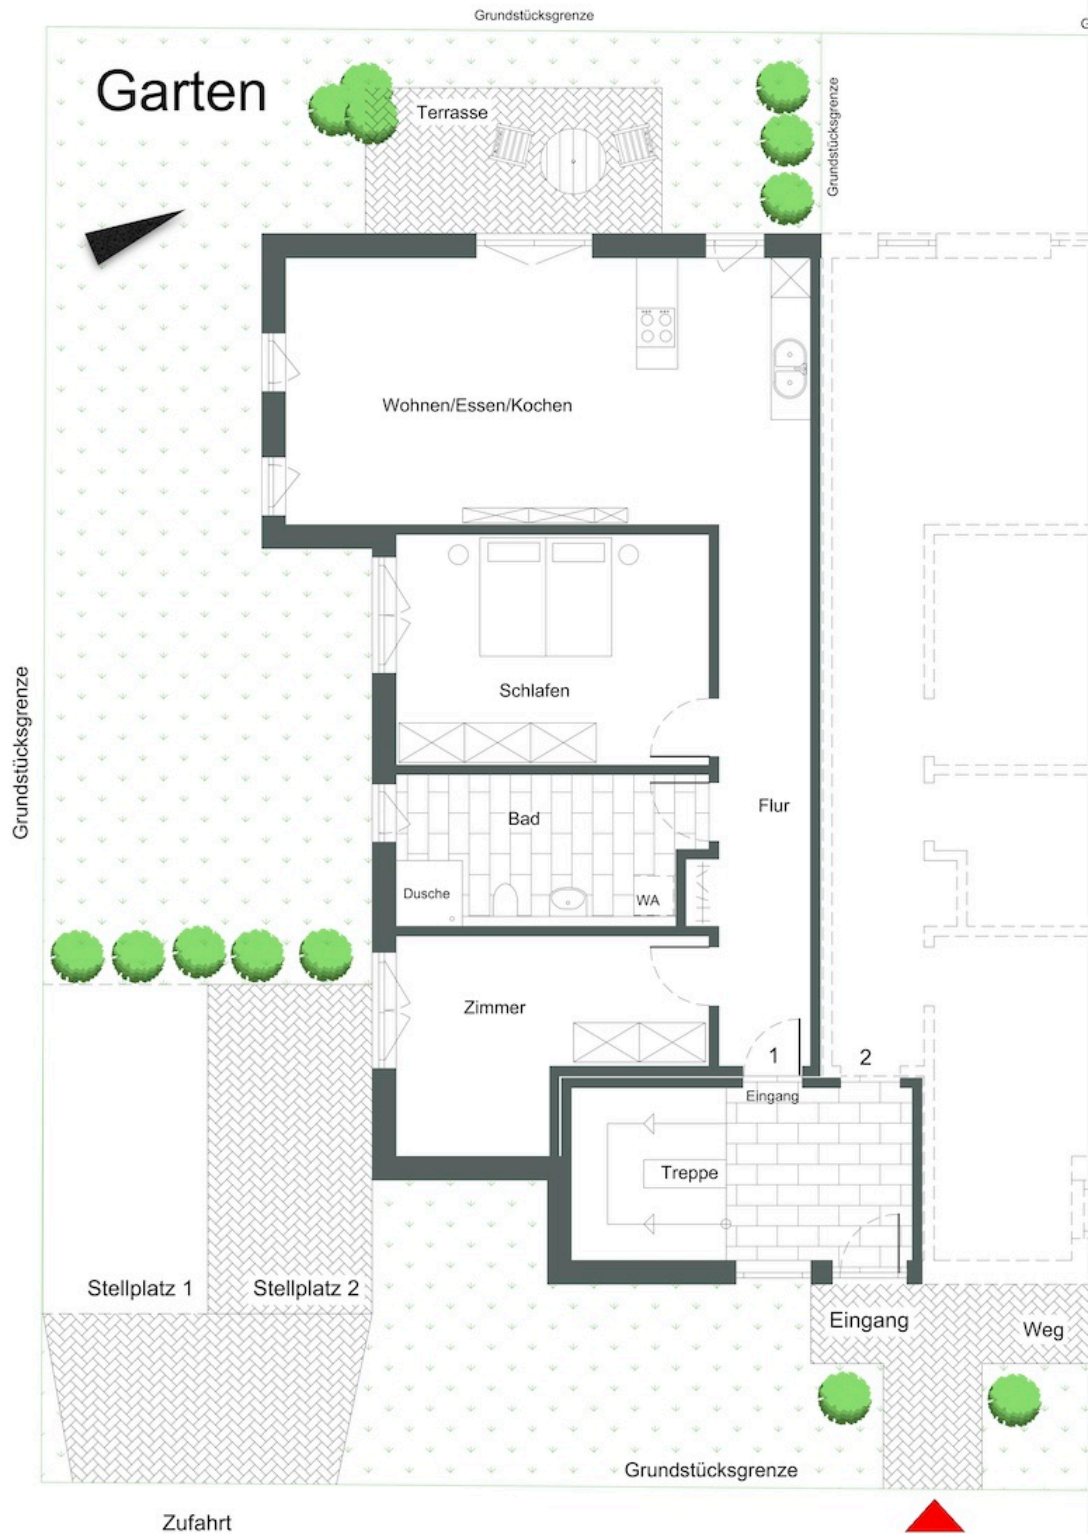 Grundstücksgrenze
G
Garten
Terrasse
Grundstücksgrenze
Wohnen/Essen/Kochen
Schlafen
Grundstücksgrenze
Flur
Bad
Dusche
WA
Zimmer
1
2
Eingang
Treppe
Stellplatz 1
Stellplatz 2
Eingang
Weg
Grundstücksgrenze
Zufahrt